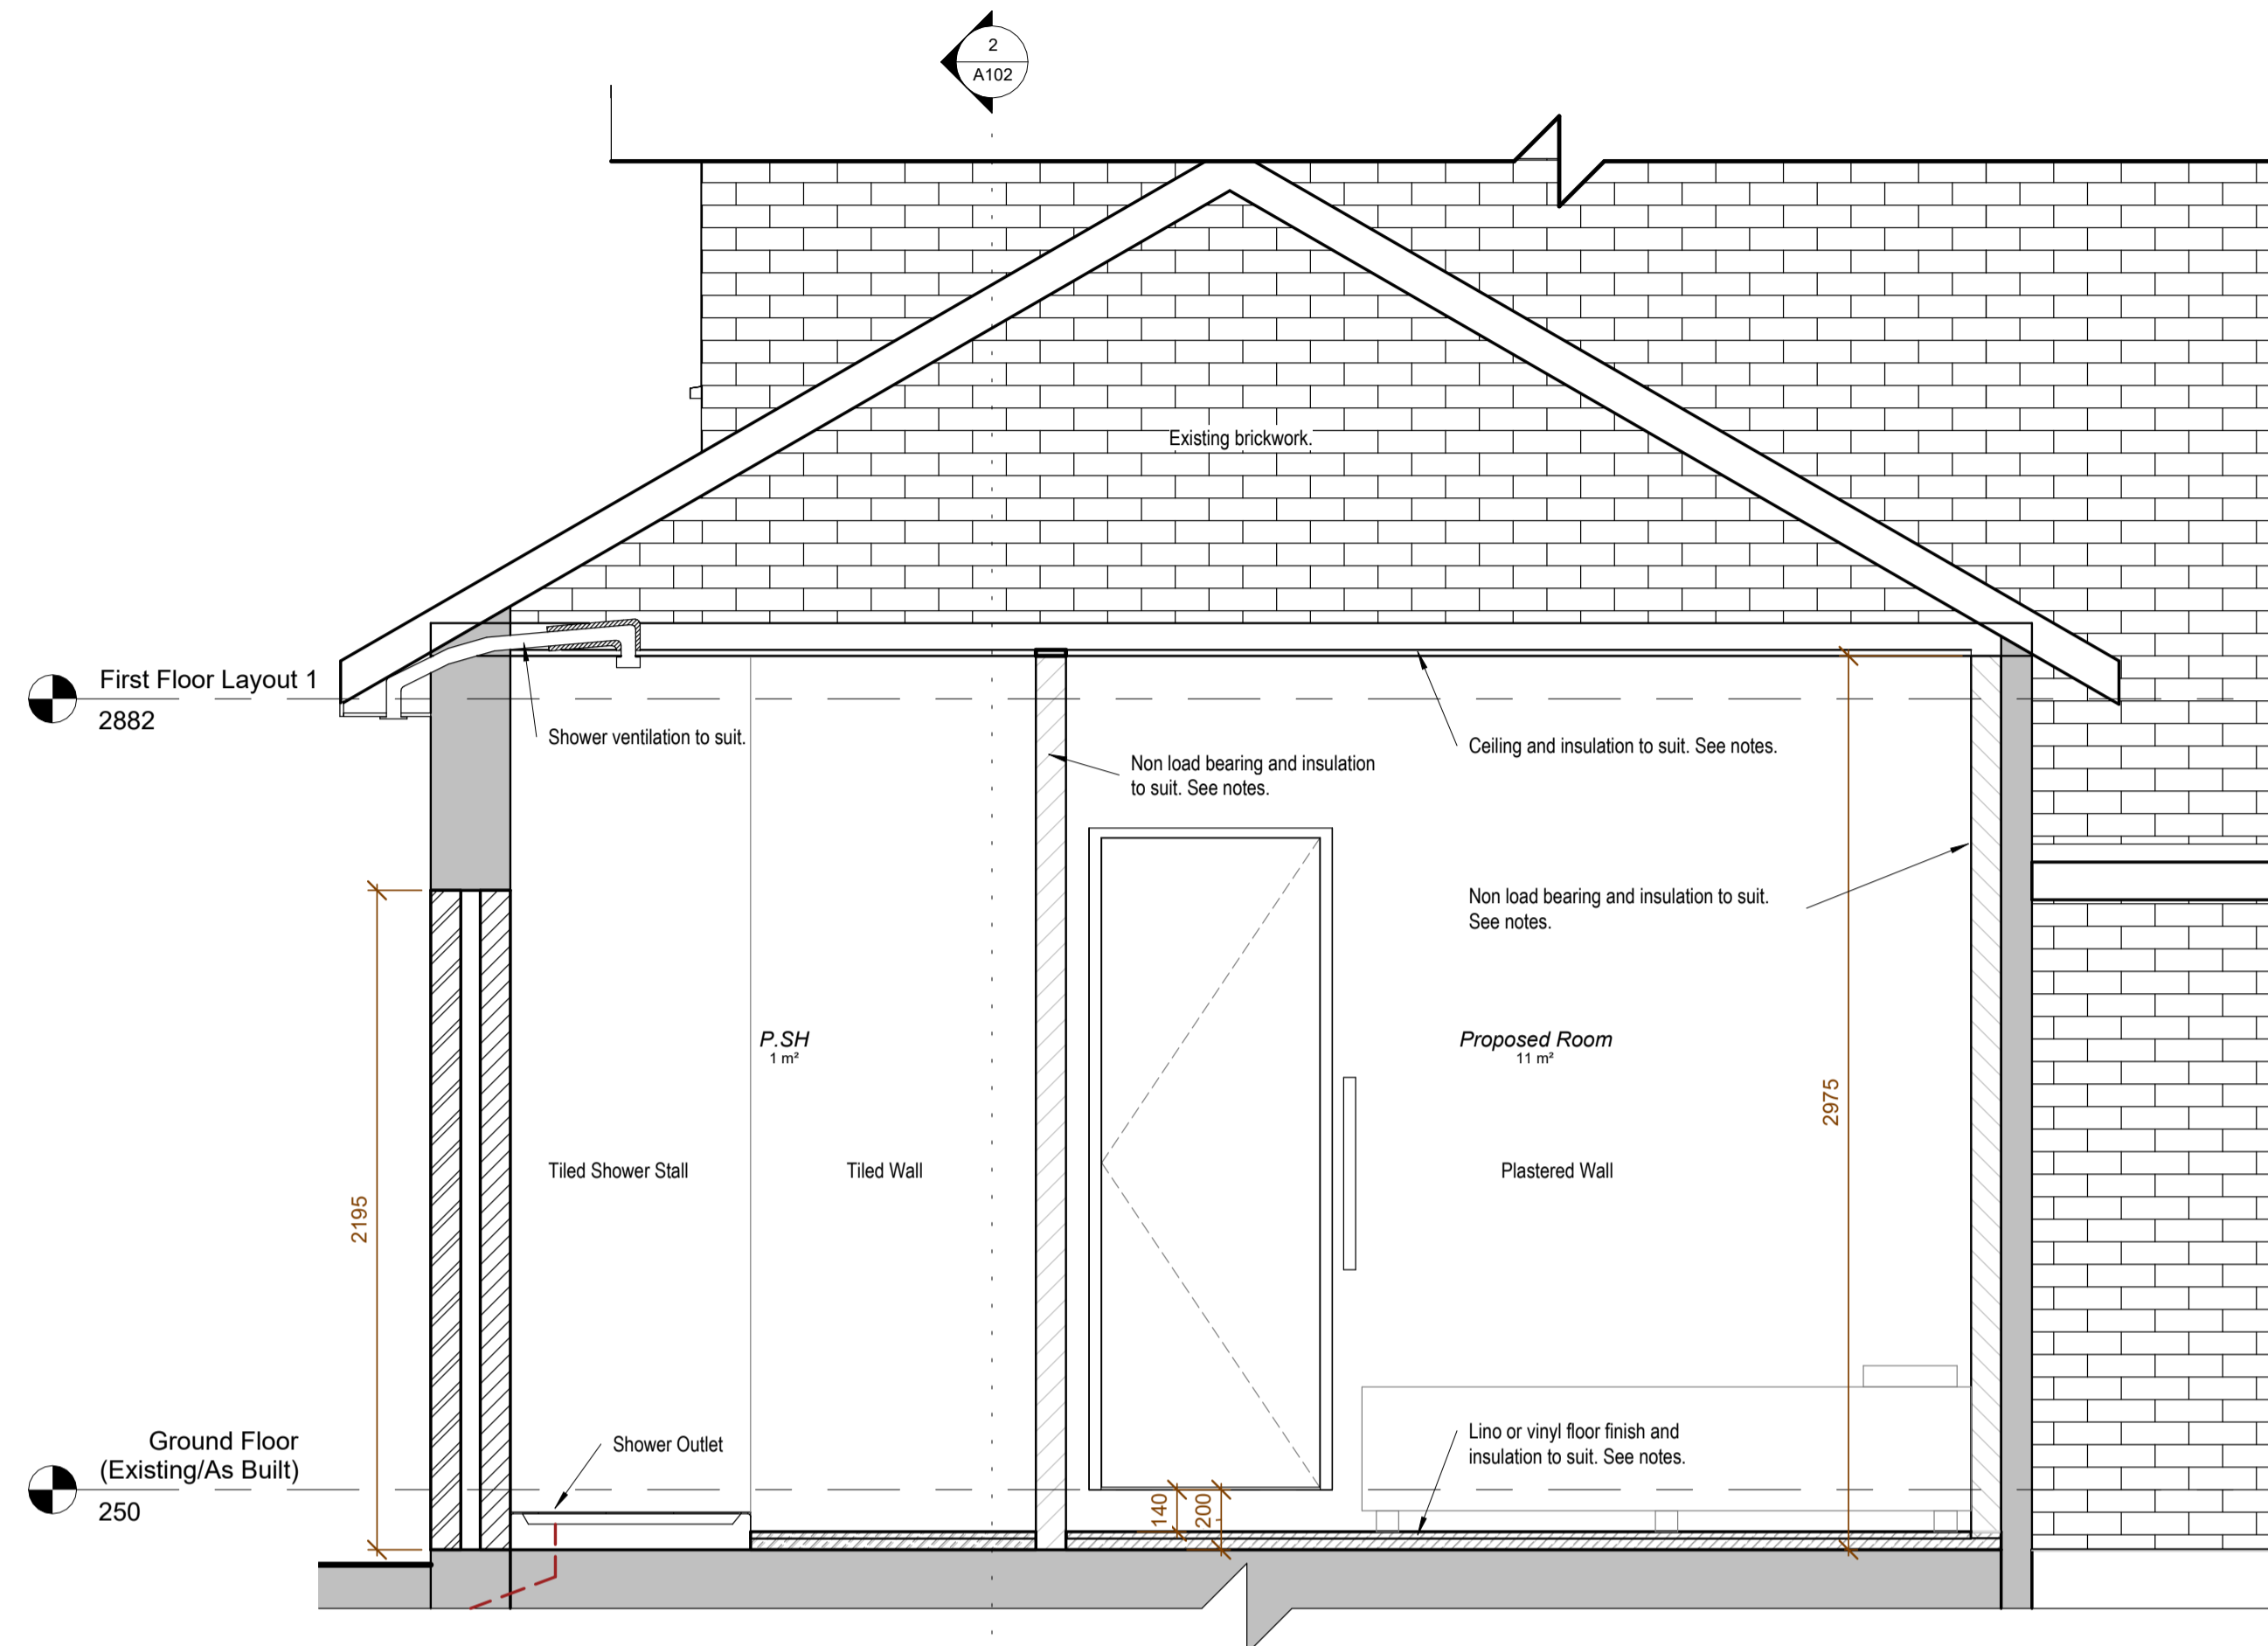 2
A102
Existing brickwork.
First Floor Layout 1
2882
Shower ventilation to suit.
Non load bearing and insulation
to suit. See notes.
Ceiling and insulation to suit. See notes.
Non load bearing and insulation to suit.
See notes.
P.SH
1 m²
Proposed Room
11 m²
2975
Tiled Shower Stall
Tiled Wall
Plastered Wall
2195
Ground Floor
(Existing/As Built)
250
Shower Outlet
Lino or vinyl floor finish and
insulation to suit. See notes.
140
200